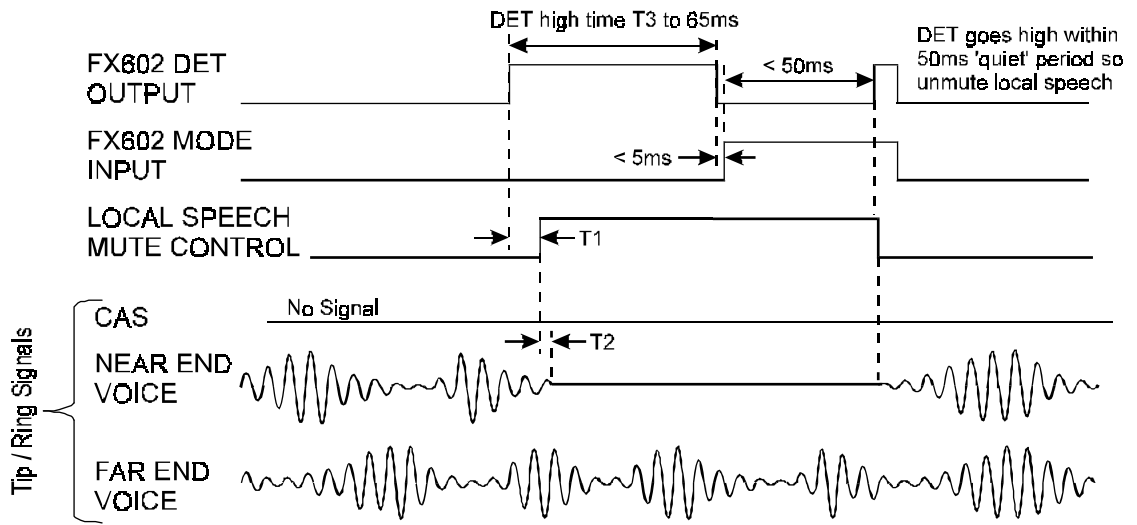 DET high time T3 to 65ms
DET goes high within
50ms 'quiet' period so
unmute local speech
FX602 DET
OUTPUT
< 50ms
FX602 MODE
INPUT
< 5ms
LOCAL SPEECH
MUTE CONTROL
T1
CAS
No Signal
T2
NEAR END
VOICE
FAR END
VOICE
Tip / Ring Signals